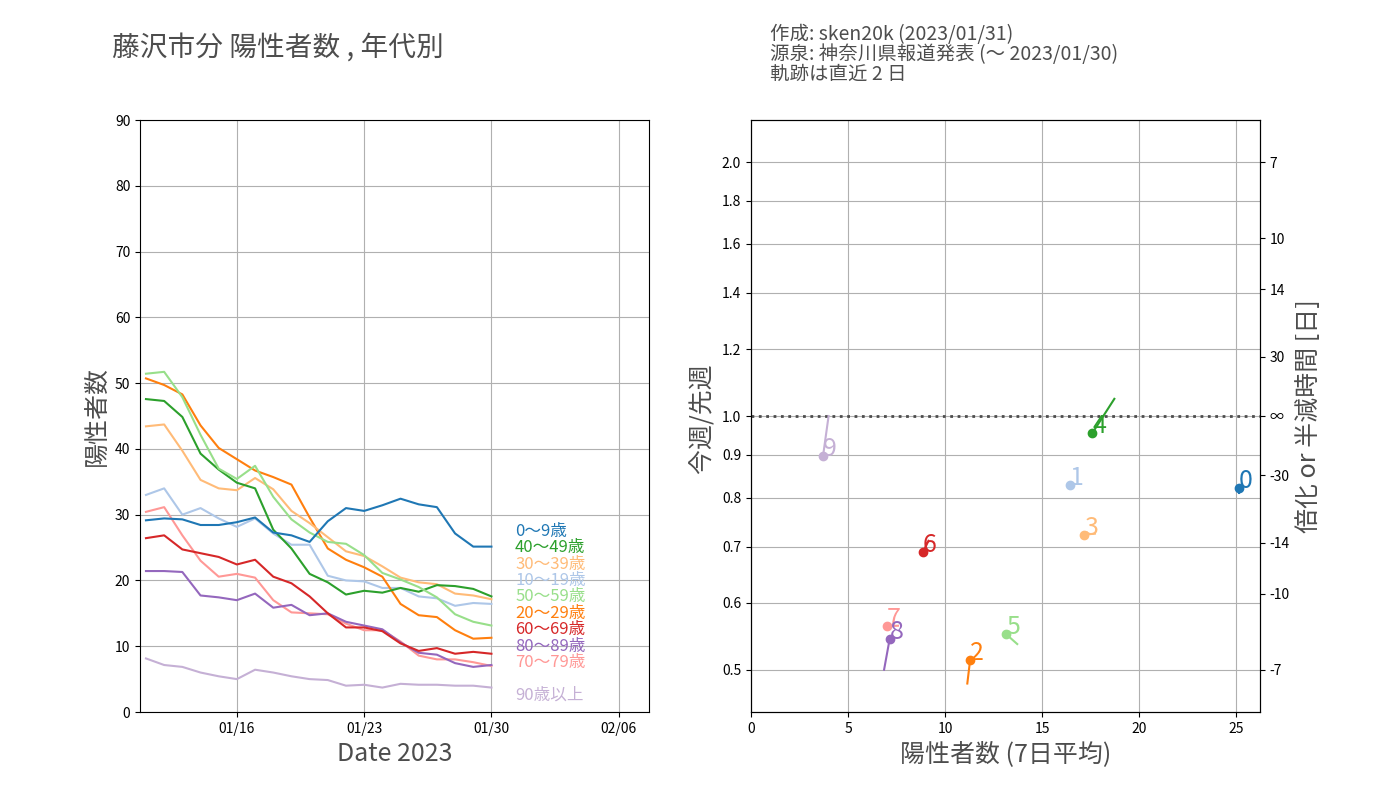 藤沢市分 陽性者数 , 年代別
作成: sken20k (2023/01/31)
源泉: 神奈川県報道発表 (〜 2023/01/30)
軌跡は直近 2 日
陽性者数
90
80
70
60
50
40
30
20
10
0
01/16
01/23
01/30
02/06
Date 2023
0〜9歳
40〜49歳
30〜39歳
10〜19歳
50〜59歳
20〜29歳
60〜69歳
80〜89歳
70〜79歳
90歳以上
今週/先週
2.0
1.8
1.6
1.4
1.2
1.0
0.9
0.8
0.7
0.6
0.5
9
4
1
0
3
6
7
8
5
2
0
5
10
15
20
25
陽性者数 (7日平均)
7
10
14
30
∞
-30
-14
-10
-7
倍化 or 半減時間 [日]